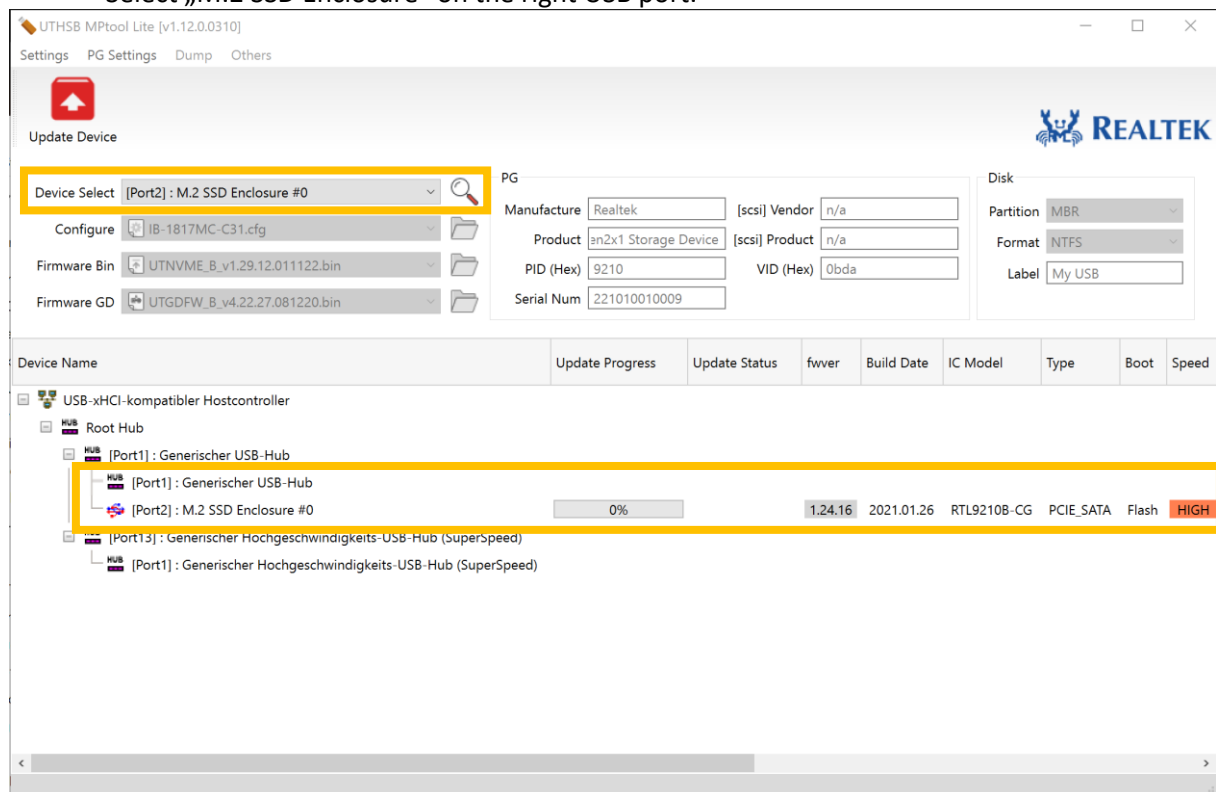 Select „M.2 SSD Enclosure“ on the right USB port.
UTHSB MPtool Lite [v1.12.0.0310]
Settings PG Settings Dump Others
Update Device
REALTEK
Device Select [Port2] : M.2 SSD Enclosure #0
Configure IB-1817MC-C31.cfg
Firmware Bin UTNVME_B_v1.29.12.011122.bin
Firmware GD UTGDFW_B_v4.22.27.081220.bin
PG
Manufacture Realtek [scsi] Vendor n/a
Product en2x1 Storage Device [scsi] Product n/a
PID (Hex) 9210 VID (Hex) 0bda
Serial Num 221010010009
Disk
Partition MBR
Format NTFS
Label My USB
Device Name Update Progress Update Status fwver Build Date IC Model Type Boot Speed
USB-xHCI-kompatibler Hostcontroller
HUB Root Hub
HUB [Port1] : Generischer USB-Hub
HUB [Port1] : Generischer USB-Hub
[Port2] : M.2 SSD Enclosure #0 0% 1.24.16 2021.01.26 RTL9210B-CG PCIE_SATA Flash HIGH
HUB [Port13] : Generischer Hochgeschwindigkeits-USB-Hub (SuperSpeed)
HUB [Port1] : Generischer Hochgeschwindigkeits-USB-Hub (SuperSpeed)